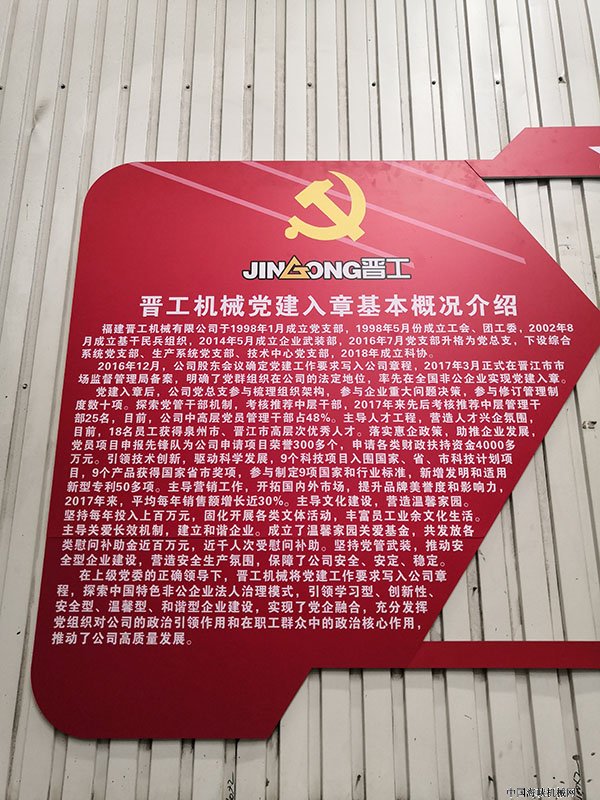 JINGONG晋工
晋工机械党建入章基本概况介绍
福建晋工机械有限公司于1998年1月成立党支部，1998年5月份成立工会、团工委，2002年8
月成立基干民兵组织，2014年5月成立企业武装部，2016年7月党支部升格为党总支，下设综合
系统党支部、生产系统党支部、技术中心党支部，2018年成立科协。
2016年12月，公司股东会议确定党建工作要求写入公司章程，2017年3月正式在晋江市市
场监督管理局备案，明确了党群组织在公司的法定地位，率先在全国非公企业实现党建入章。
党建入章后，公司党总支参与梳理组织架构，参与企业重大问题决策，参与修订管理制
度数十项。探索党管干部机制，考核推荐中层干部，2017年来先后考核推荐中层管理干
部25名，目前，公司中高层党员管理干部占48%。主导人才工程，营造人才兴企氛围，
目前，18名员工获得泉州市、晋江市高层次优秀人才。落实惠企政策，助推企业发展，
党员项目申报先锋队为公司申请项目荣誉300多个，申请各类财政扶持资金4000多
万元。引领技术创新，驱动科学发展，9个科技项目入围国家、省、市科技计划项
目，9个产品获得国家省市奖项，参与制定9项国家和行业标准，新增发明和适用
新型专利50多项。主导营销工作，开拓国内外市场，提升品牌美誉度和影响力，
2017年来，平均每年销售额增长近30%。主导文化建设，营造温馨家园。
坚持每年投入上百万元，固化开展各类文体活动，丰富员工业余文化生活。
主导关爱长效机制，建立和谐企业。成立了温馨家园关爱基金，共发放各
类慰问补助金近百万元，近千人次受慰问补助。坚持党管武装，推动安
全型企业建设，营造安全生产氛围，保障了公司安全、安定、稳定。
在上级党委的正确领导下，晋工机械将党建工作要求写入公司章
程，探索中国特色非公企业法人治理模式，引领学习型、创新性、
安全型、温馨型、和谐型企业建设，实现了党企融合，充分发挥
党组织对公司的政治引领作用和在职工群众中的政治核心作用，
推动了公司高质量发展。
中国海峡机械网